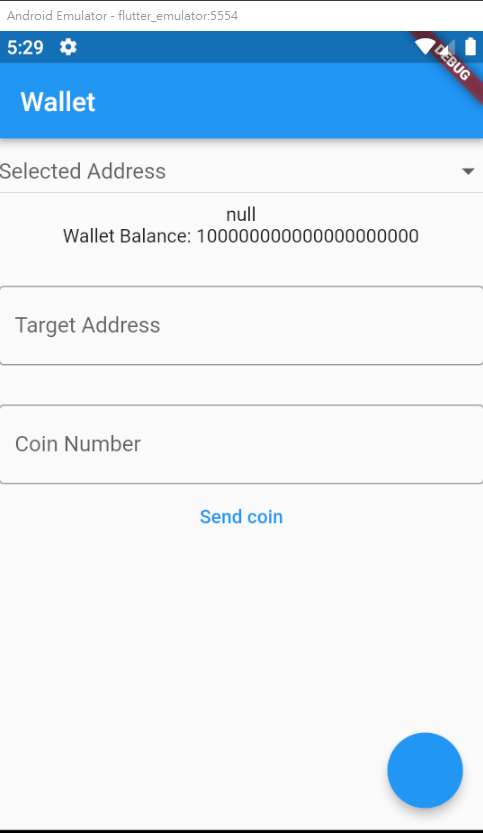 Android Emulator - flutter_emulator:5554
5:29
DEBUG
Wallet
Selected Address
null
Wallet Balance: 100000000000000000000
Target Address
Coin Number
Send coin